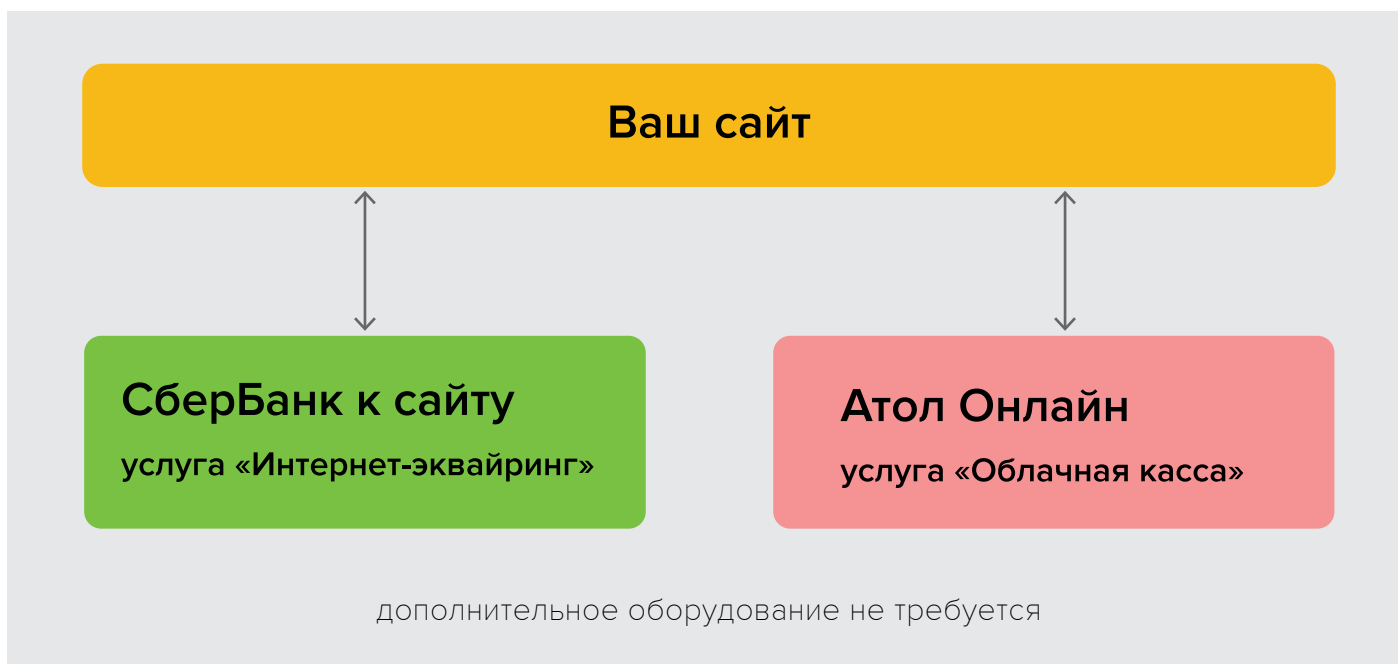 Ваш сайт
СберБанк к сайту
услуга «Интернет-эквайринг»
Атол Онлайн
услуга «Облачная касса»
дополнительное оборудование не требуется